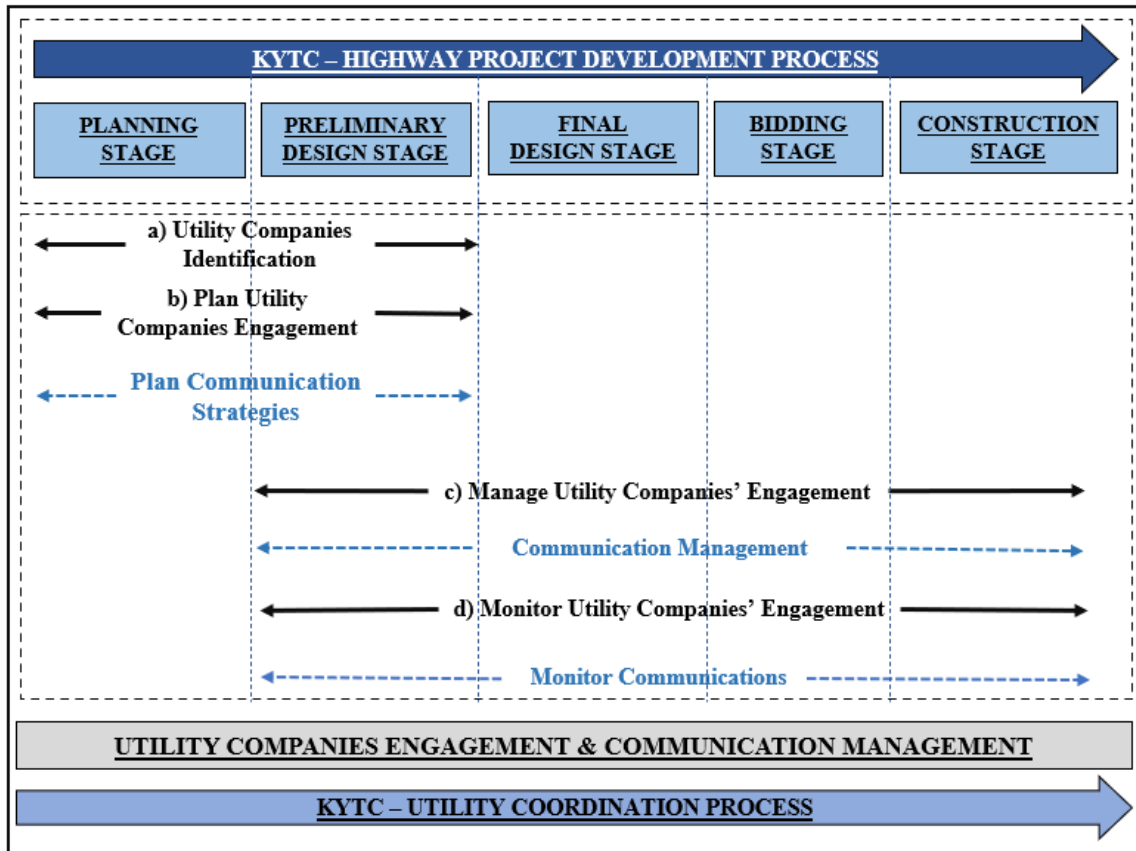 KYTC – HIGHWAY PROJECT DEVELOPMENT PROCESS
PLANNING
STAGE
PRELIMINARY
DESIGN STAGE
FINAL
DESIGN STAGE
BIDDING
STAGE
CONSTRUCTION
STAGE
a) Utility Companies
Identification
b) Plan Utility
Companies Engagement
Plan Communication
Strategies
c) Manage Utility Companies’ Engagement
Communication Management
d) Monitor Utility Companies’ Engagement
Monitor Communications
UTILITY COMPANIES ENGAGEMENT & COMMUNICATION MANAGEMENT
KYTC – UTILITY COORDINATION PROCESS